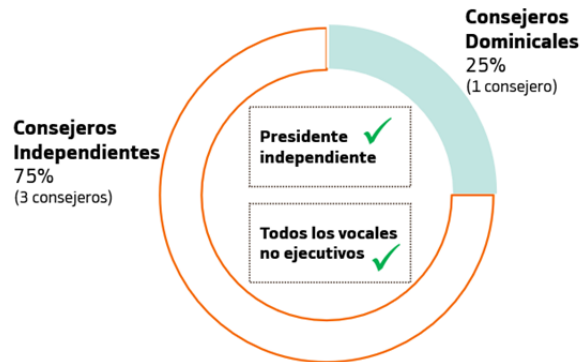 Consejeros
Dominicales
25%
(1 consejero)
Consejeros
Independientes
75%
(3 consejeros)
Presidente
independiente
Todos los vocales
no ejecutivos